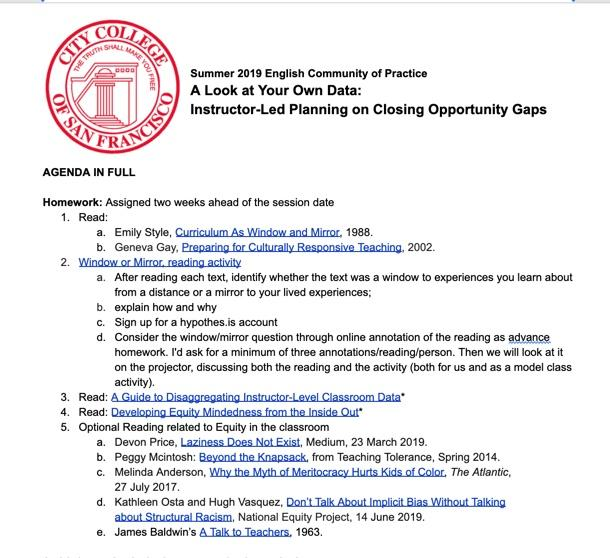 CITY COLLEGE
THE TRUTH SHALL MAKE YOU FREE
OF SAN FRANCISCO
Summer 2019 English Community of Practice
A Look at Your Own Data:
Instructor-Led Planning on Closing Opportunity Gaps
AGENDA IN FULL
Homework: Assigned two weeks ahead of the session date
1. Read:
a. Emily Style, Curriculum As Window and Mirror, 1988.
b. Geneva Gay, Preparing for Culturally Responsive Teaching, 2002.
2. Window or Mirror, reading activity
a. After reading each text, identify whether the text was a window to experiences you learn about
from a distance or a mirror to your lived experiences;
b. explain how and why
c. Sign up for a hypothes.is account
d. Consider the window/mirror question through online annotation of the reading as advance
homework. I'd ask for a minimum of three annotations/reading/person. Then we will look at it
on the projector, discussing both the reading and the activity (both for us and as a model class
activity).
3. Read: A Guide to Disaggregating Instructor-Level Classroom Data*
4. Read: Developing Equity Mindedness from the Inside Out*
5. Optional Reading related to Equity in the classroom
a. Devon Price, Laziness Does Not Exist, Medium, 23 March 2019.
b. Peggy Mcintosh: Beyond the Knapsack, from Teaching Tolerance, Spring 2014.
c. Melinda Anderson, Why the Myth of Meritocracy Hurts Kids of Color, The Atlantic,
27 July 2017.
d. Kathleen Osta and Hugh Vasquez, Don't Talk About Implicit Bias Without Talking
about Structural Racism, National Equity Project, 14 June 2019.
e. James Baldwin's A Talk to Teachers, 1963.